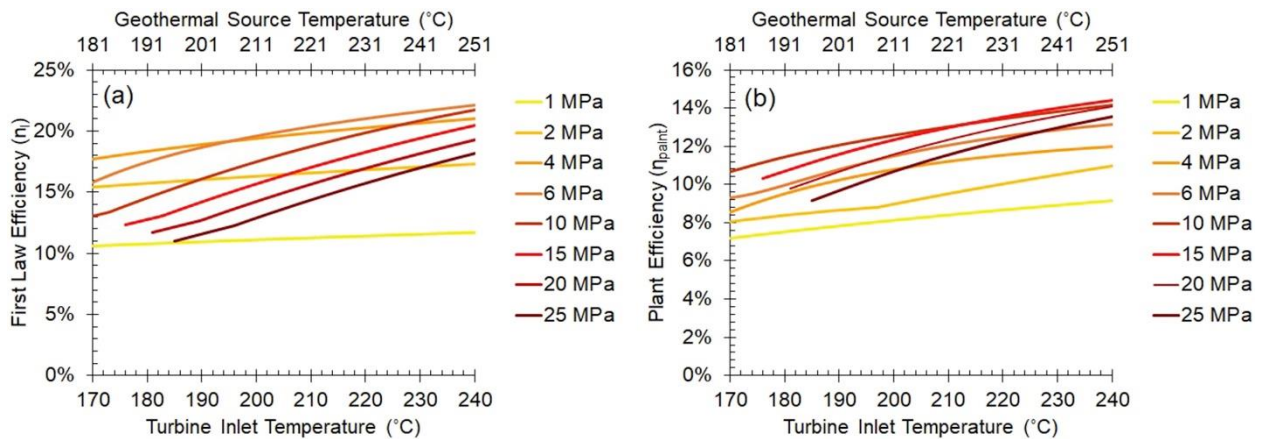 Geothermal Source Temperature (°C)
181 191 201 211 221 231 241 251
25%
20%
15%
10%
5%
0%
First Law Efficiency (n_l)
(a)
170 180 190 200 210 220 230 240
Turbine Inlet Temperature (°C)
1 MPa
2 MPa
4 MPa
6 MPa
10 MPa
15 MPa
20 MPa
25 MPa
Geothermal Source Temperature (°C)
181 191 201 211 221 231 241 251
16%
14%
12%
10%
8%
6%
4%
2%
0%
Plant Efficiency (η_paint)
(b)
170 180 190 200 210 220 230 240
Turbine Inlet Temperature (°C)
1 MPa
2 MPa
4 MPa
6 MPa
10 MPa
15 MPa
20 MPa
25 MPa